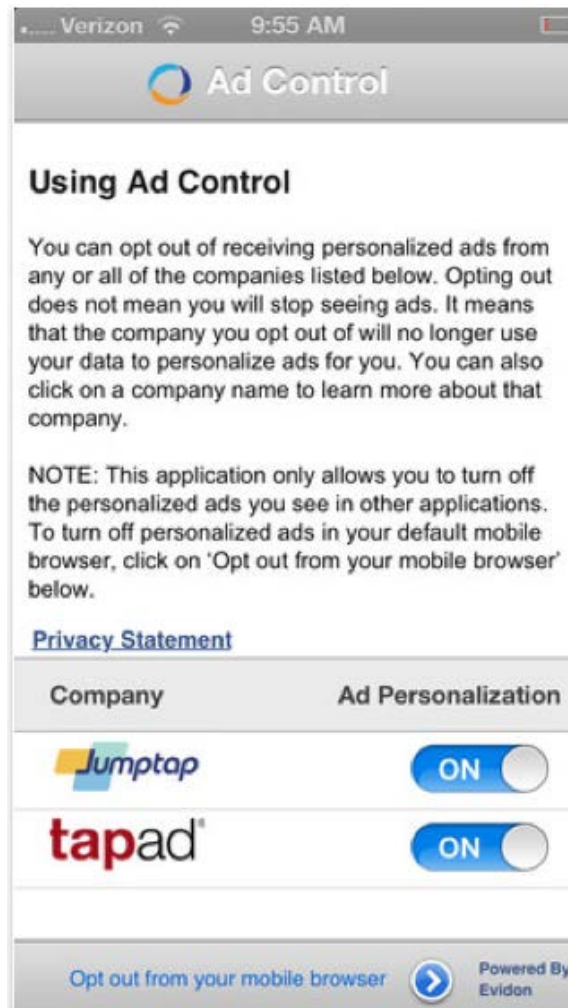 Verizon 9:55 AM
Ad Control
Using Ad Control
You can opt out of receiving personalized ads from
any or all of the companies listed below. Opting out
does not mean you will stop seeing ads. It means
that the company you opt out of will no longer use
your data to personalize ads for you. You can also
click on a company name to learn more about that
company.
NOTE: This application only allows you to turn off
the personalized ads you see in other applications.
To turn off personalized ads in your default mobile
browser, click on 'Opt out from your mobile browser'
below.
Privacy Statement
Company Ad Personalization
Jumptap ON
tapad ON
Opt out from your mobile browser Powered By
Evidon